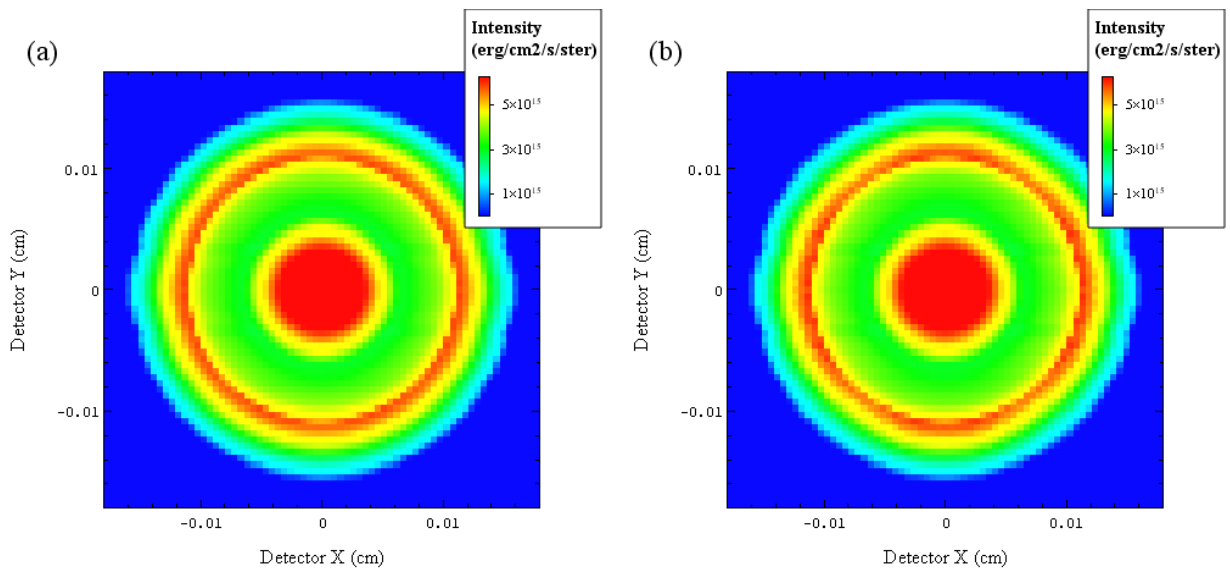 (a)
Intensity
(erg/cm2/s/ster)
5×10¹⁵
3×10¹⁵
1×10¹⁵
0.01
0
-0.01
Detector Y (cm)
-0.01
0
0.01
Detector X (cm)
(b)
Intensity
(erg/cm2/s/ster)
5×10¹⁵
3×10¹⁵
1×10¹⁵
0.01
0
-0.01
Detector Y (cm)
-0.01
0
0.01
Detector X (cm)